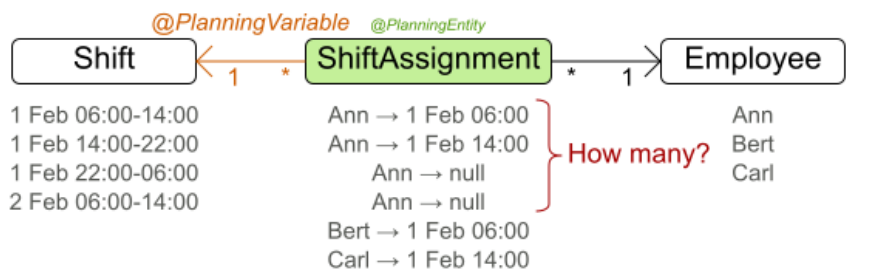 @PlanningVariable @PlanningEntity
Shift ShiftAssignment Employee
1 * * 1
1 Feb 06:00-14:00 Ann → 1 Feb 06:00 Ann
1 Feb 14:00-22:00 Ann → 1 Feb 14:00 Bert
How many?
1 Feb 22:00-06:00 Ann → null Carl
2 Feb 06:00-14:00 Ann → null
Bert → 1 Feb 06:00
Carl → 1 Feb 14:00